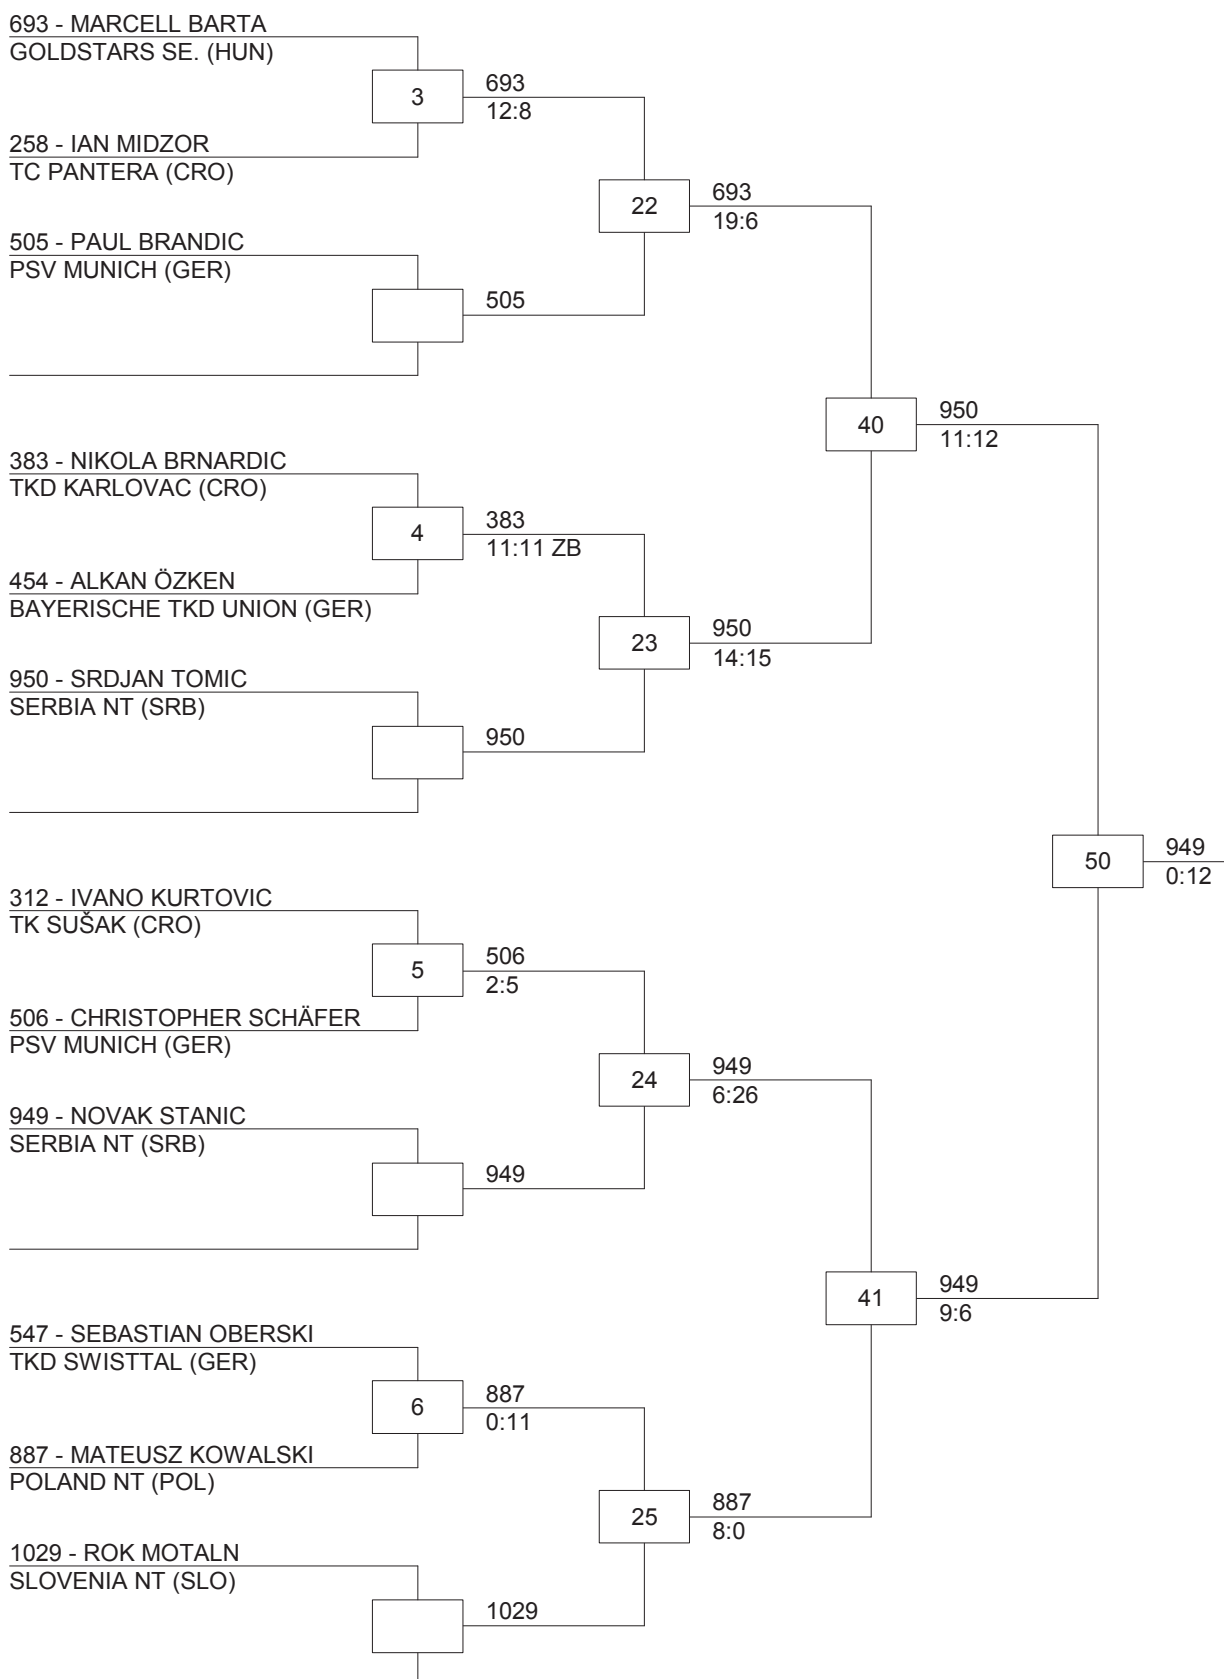 693 - MARCELL BARTA
GOLDSTARS SE. (HUN)
3
693
12:8
258 - IAN MIDZOR
TC PANTERA (CRO)
22
693
19:6
505 - PAUL BRANDIC
PSV MUNICH (GER)
505
40
950
11:12
383 - NIKOLA BRNARDIC
TKD KARLOVAC (CRO)
4
383
11:11 ZB
454 - ALKAN ÖZKEN
BAYERISCHE TKD UNION (GER)
23
950
14:15
950 - SRDJAN TOMIC
SERBIA NT (SRB)
950
50
949
0:12
312 - IVANO KURTOVIC
TK SUŠAK (CRO)
5
506
2:5
506 - CHRISTOPHER SCHÄFER
PSV MUNICH (GER)
24
949
6:26
949 - NOVAK STANIC
SERBIA NT (SRB)
949
41
949
9:6
547 - SEBASTIAN OBERSKI
TKD SWISTTAL (GER)
6
887
0:11
887 - MATEUSZ KOWALSKI
POLAND NT (POL)
25
887
8:0
1029 - ROK MOTALN
SLOVENIA NT (SLO)
1029